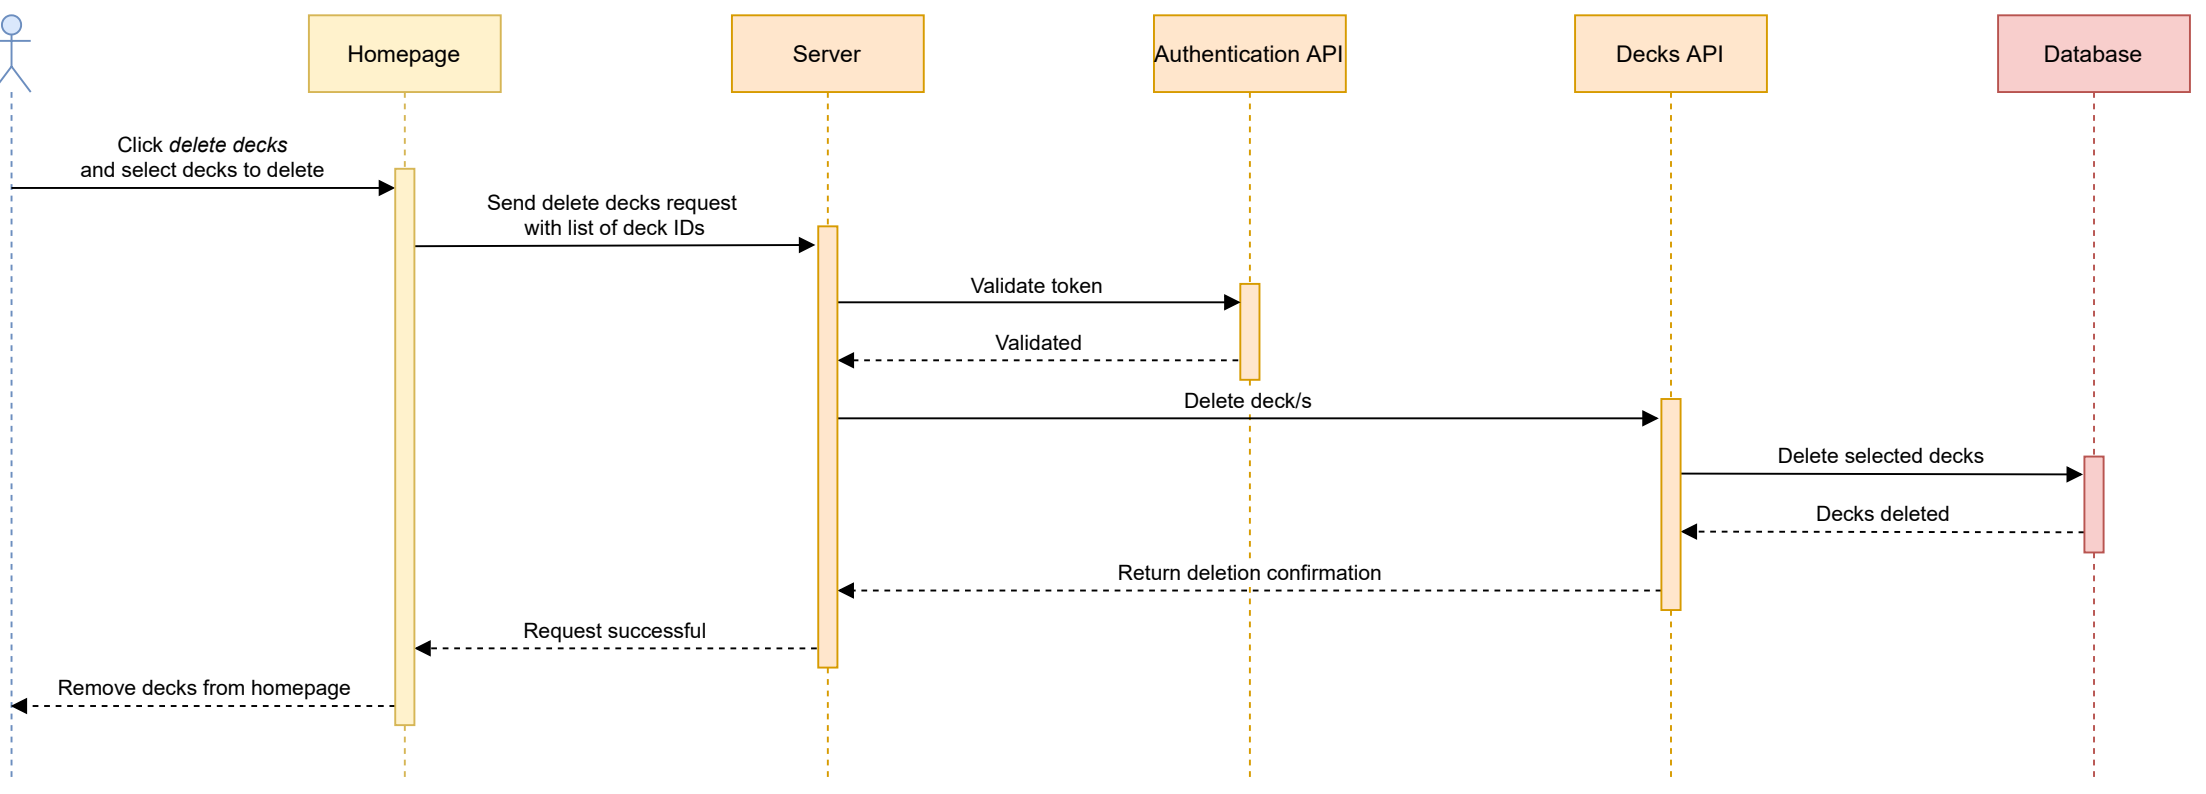 Homepage
Server
Authentication API
Decks API
Database
Click delete decks
and select decks to delete
Send delete decks request
with list of deck IDs
Validate token
Validated
Delete deck/s
Delete selected decks
Decks deleted
Return deletion confirmation
Request successful
Remove decks from homepage